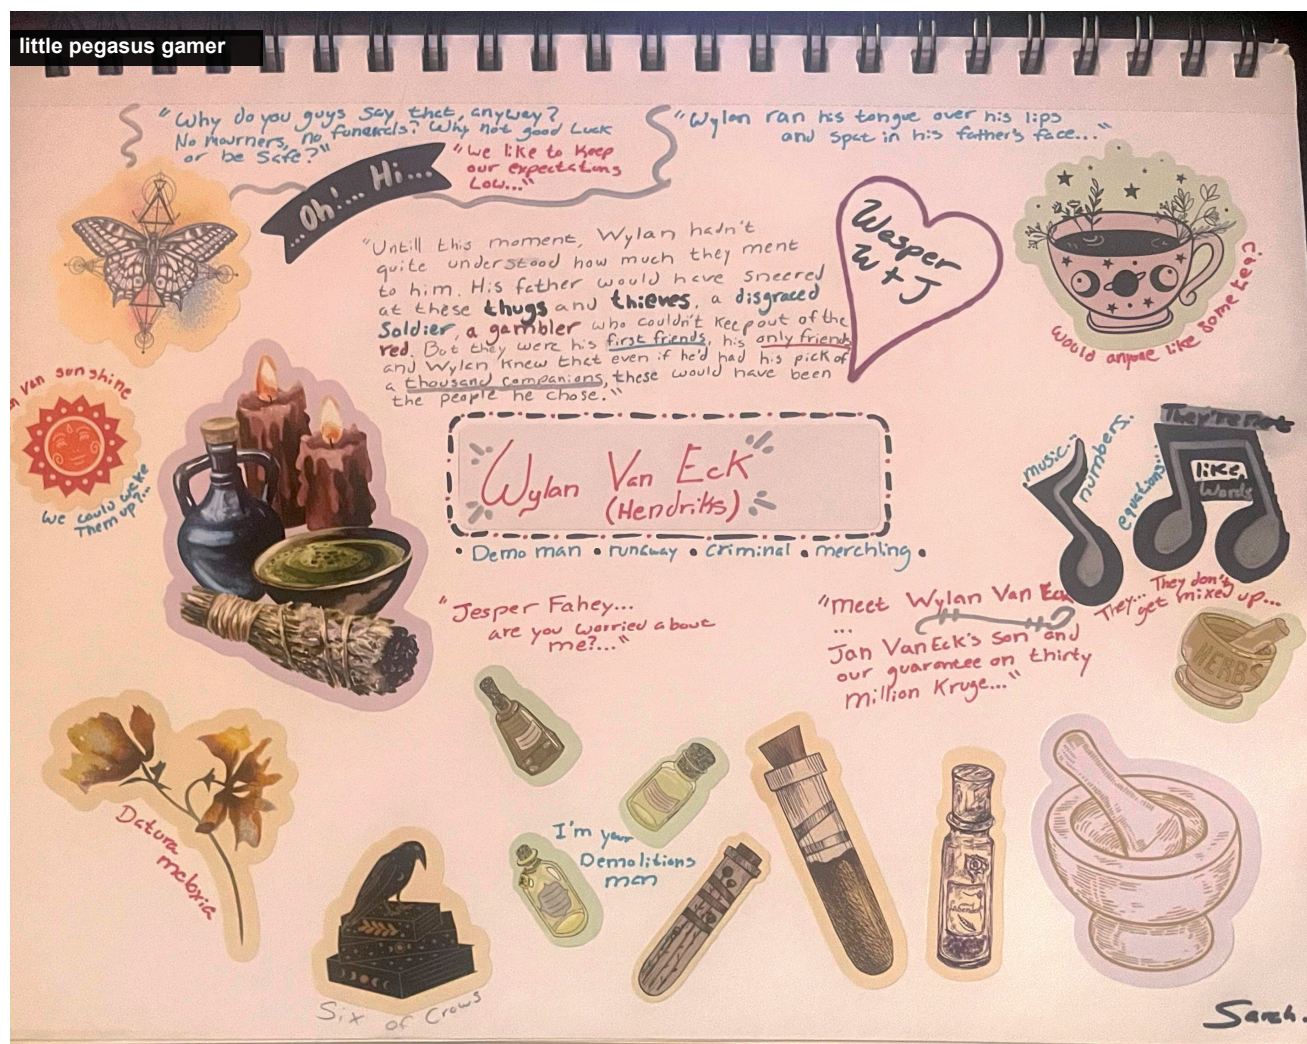 little pegasus gamer
"Why do you guys say that, anyway?
No mourners, no funerals? Why not good Luck
or be safe?"
"we like to keep
our expectations
Low..."
"Wylan ran his tongue over his lips
and spat in his father's face..."
...Oh!... Hi...
"Untill this moment, Wylan hadn't
quite understood how much they ment
to him. His father would have sneered
at these thugs and thieves, a disgraced
Soldier, a gambler who couldn't keep out of the
red. But they were his first friends, his only friends
and Wylan knew that even if he'd had his pick of
a thousand companions, these would have been
the people he chose."
Wesper
W + J
would anyone like some tea?
van sunshine
we could wake
them up?...
Wylan Van Eck
(Hendriks)
• Demo man • runaway • criminal • merchling •
music.
numbers.
equations...
They're not
like,
words
They... They don't
get mixed up...
"Jesper Fahey...
are you worried about
me?..."
"meet Wylan Van Eck
...
Jan Van Eck's son and
our guarantee on thirty
million Kruge..."
HERBS
Datura
meloxia
I'm your
Demolitions
man
Lavender
Six of Crows
Sarah.